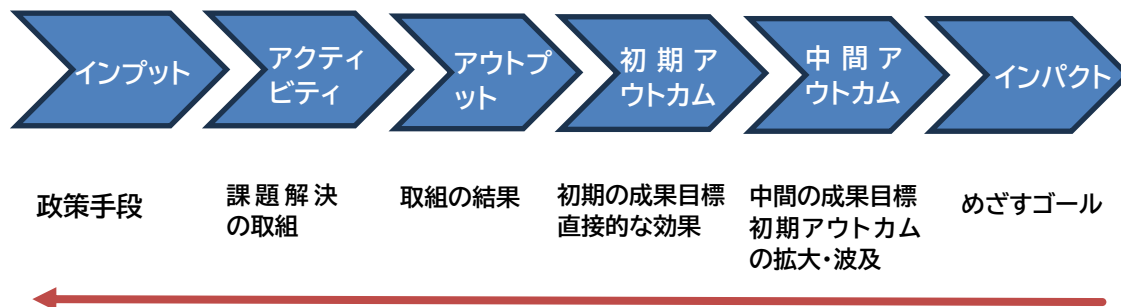 インプット
アクティ
ビティ
アウトプ
ット
初期ア
ウトカム
中間ア
ウトカム
インパクト
政策手段
課題解決
の取組
取組の結果
初期の成果目標
直接的な効果
中間の成果目標
初期アウトカム
の拡大・波及
めざすゴール